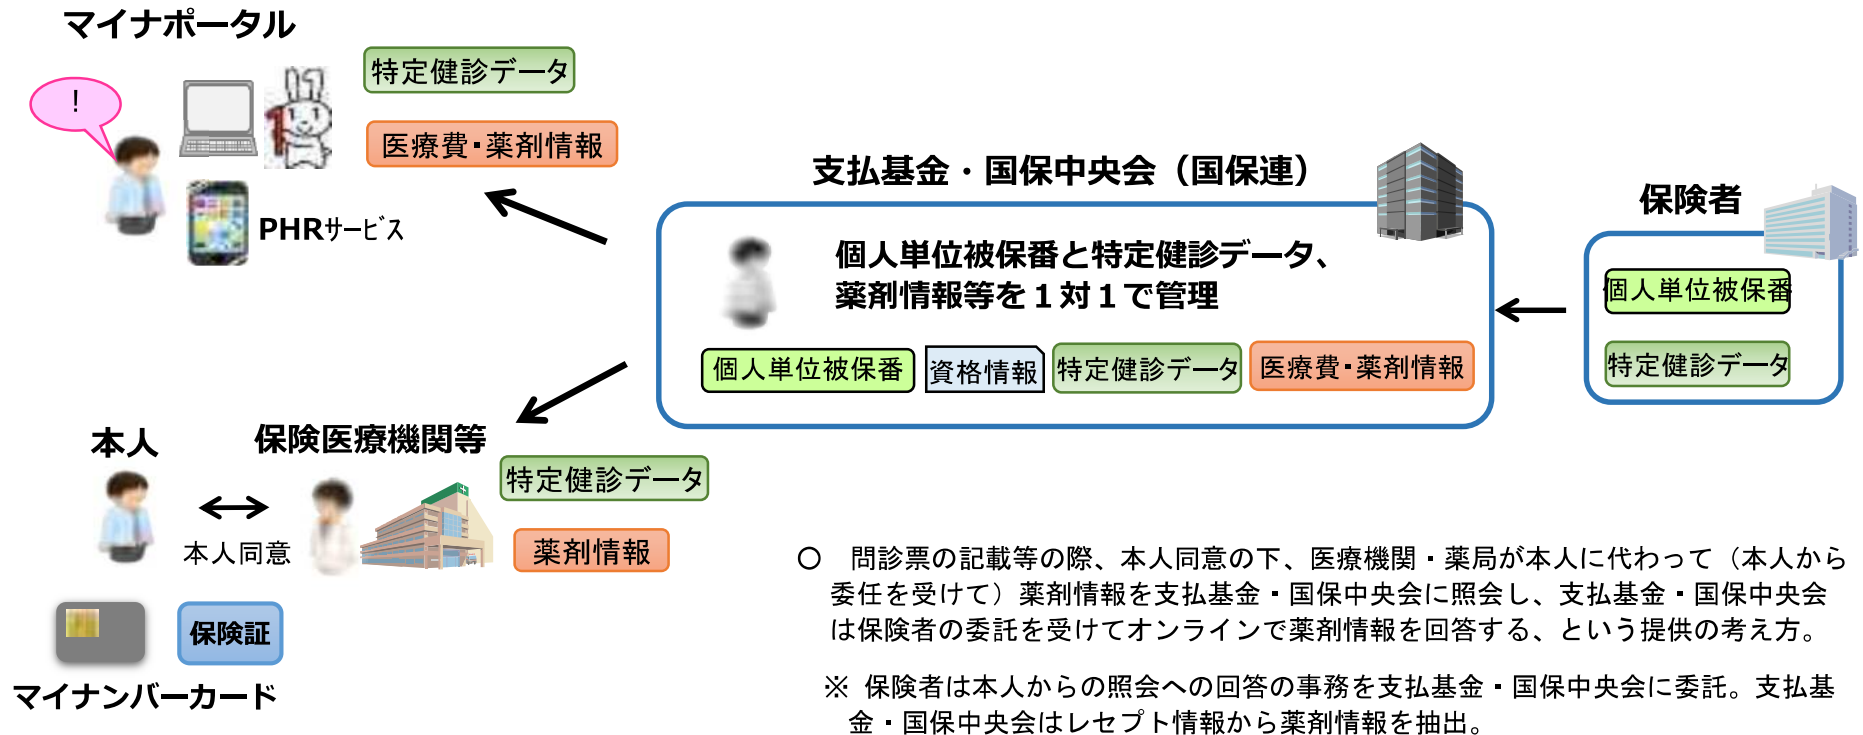 マイナポータル
!
特定健診データ
医療費・薬剤情報
PHRサービス
支払基金・国保中央会（国保連）
個人単位被保番と特定健診データ、
薬剤情報等を１対１で管理
個人単位被保番
資格情報
特定健診データ
医療費・薬剤情報
保険者
個人単位被保番
特定健診データ
本人
保険医療機関等
特定健診データ
本人同意
薬剤情報
保険証
マイナンバーカード
〇　問診票の記載等の際、本人同意の下、医療機関・薬局が本人に代わって（本人から
委任を受けて）薬剤情報を支払基金・国保中央会に照会し、支払基金・国保中央会
は保険者の委託を受けてオンラインで薬剤情報を回答する、という提供の考え方。
※ 保険者は本人からの照会への回答の事務を支払基金・国保中央会に委託。支払基
金・国保中央会はレセプト情報から薬剤情報を抽出。